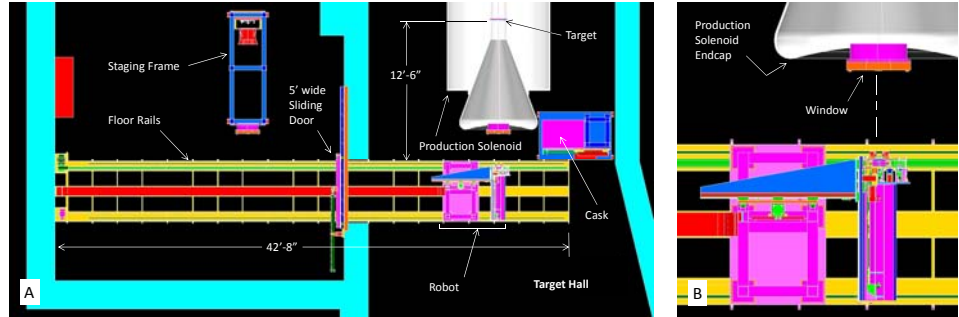 Staging Frame
5’ wide
Sliding
Door
Floor Rails
12’-6”
Target
Production Solenoid
Cask
42’-8”
Robot
Target Hall
A
Production
Solenoid
Endcap
Window
B